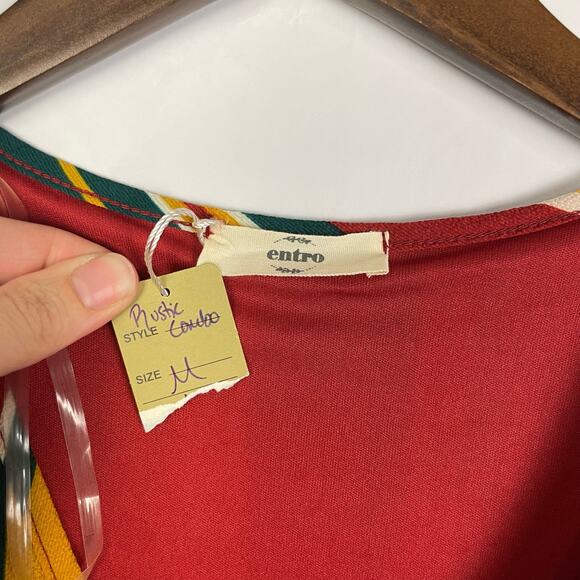 entro
Rustic
STYLE Combo
SIZE M